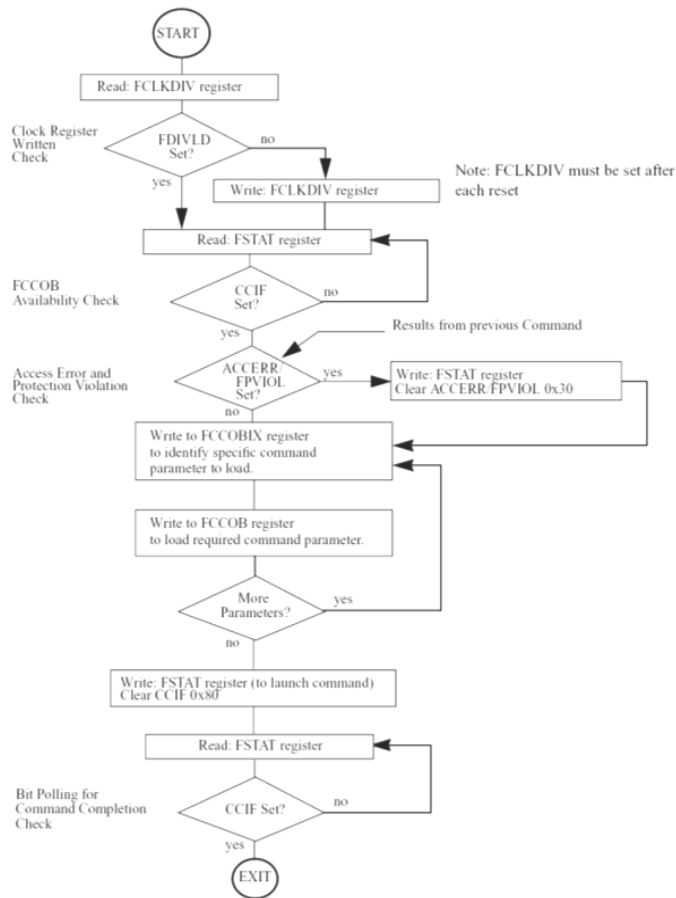 START
Read: FCLKDIV register
Clock Register
Written
Check
FDIVLD
Set?
no
yes
Note: FCLKDIV must be set after
each reset
Write: FCLKDIV register
Read: FSTAT register
FCCOB
Availability Check
CCIF
Set?
no
yes
Results from previous Command
Access Error and
Protection Violation
Check
ACCERR/
FPVIOL
Set?
yes
no
Write: FSTAT register
Clear ACCERR/FPVIOL 0x30
Write to FCCOBIX register
to identify specific command
parameter to load.
Write to FCCOB register
to load required command parameter.
More
Parameters?
yes
no
Write: FSTAT register (to launch command)
Clear CCIF 0x80
Read: FSTAT register
Bit Polling for
Command Completion
Check
CCIF Set?
no
yes
EXIT